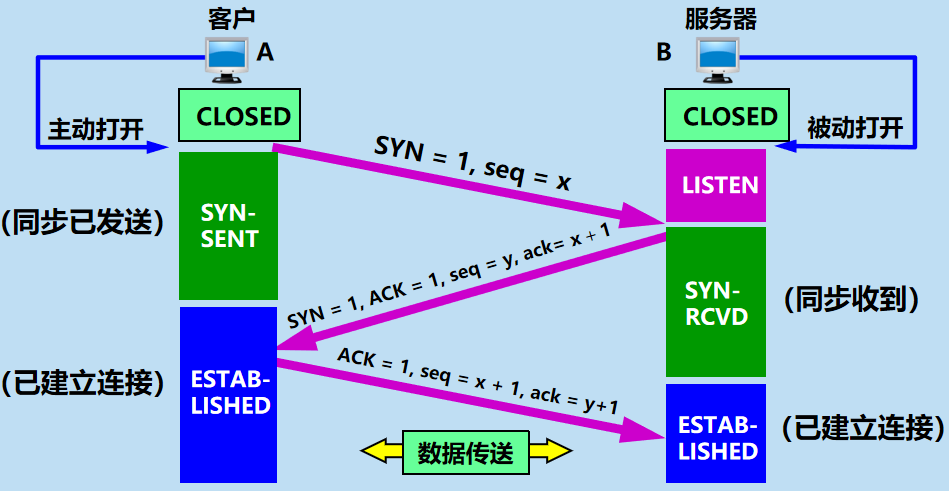 客户
服务器
A
B
CLOSED
CLOSED
主动打开
被动打开
SYN = 1, seq = x
LISTEN
(同步已发送)
SYN-
SENT
SYN = 1, ACK = 1, seq = y, ack= x + 1
SYN-
RCVD
(同步收到)
ACK = 1, seq = x + 1, ack = y+1
(已建立连接)
ESTAB-
LISHED
ESTAB-
LISHED
(已建立连接)
数据传送